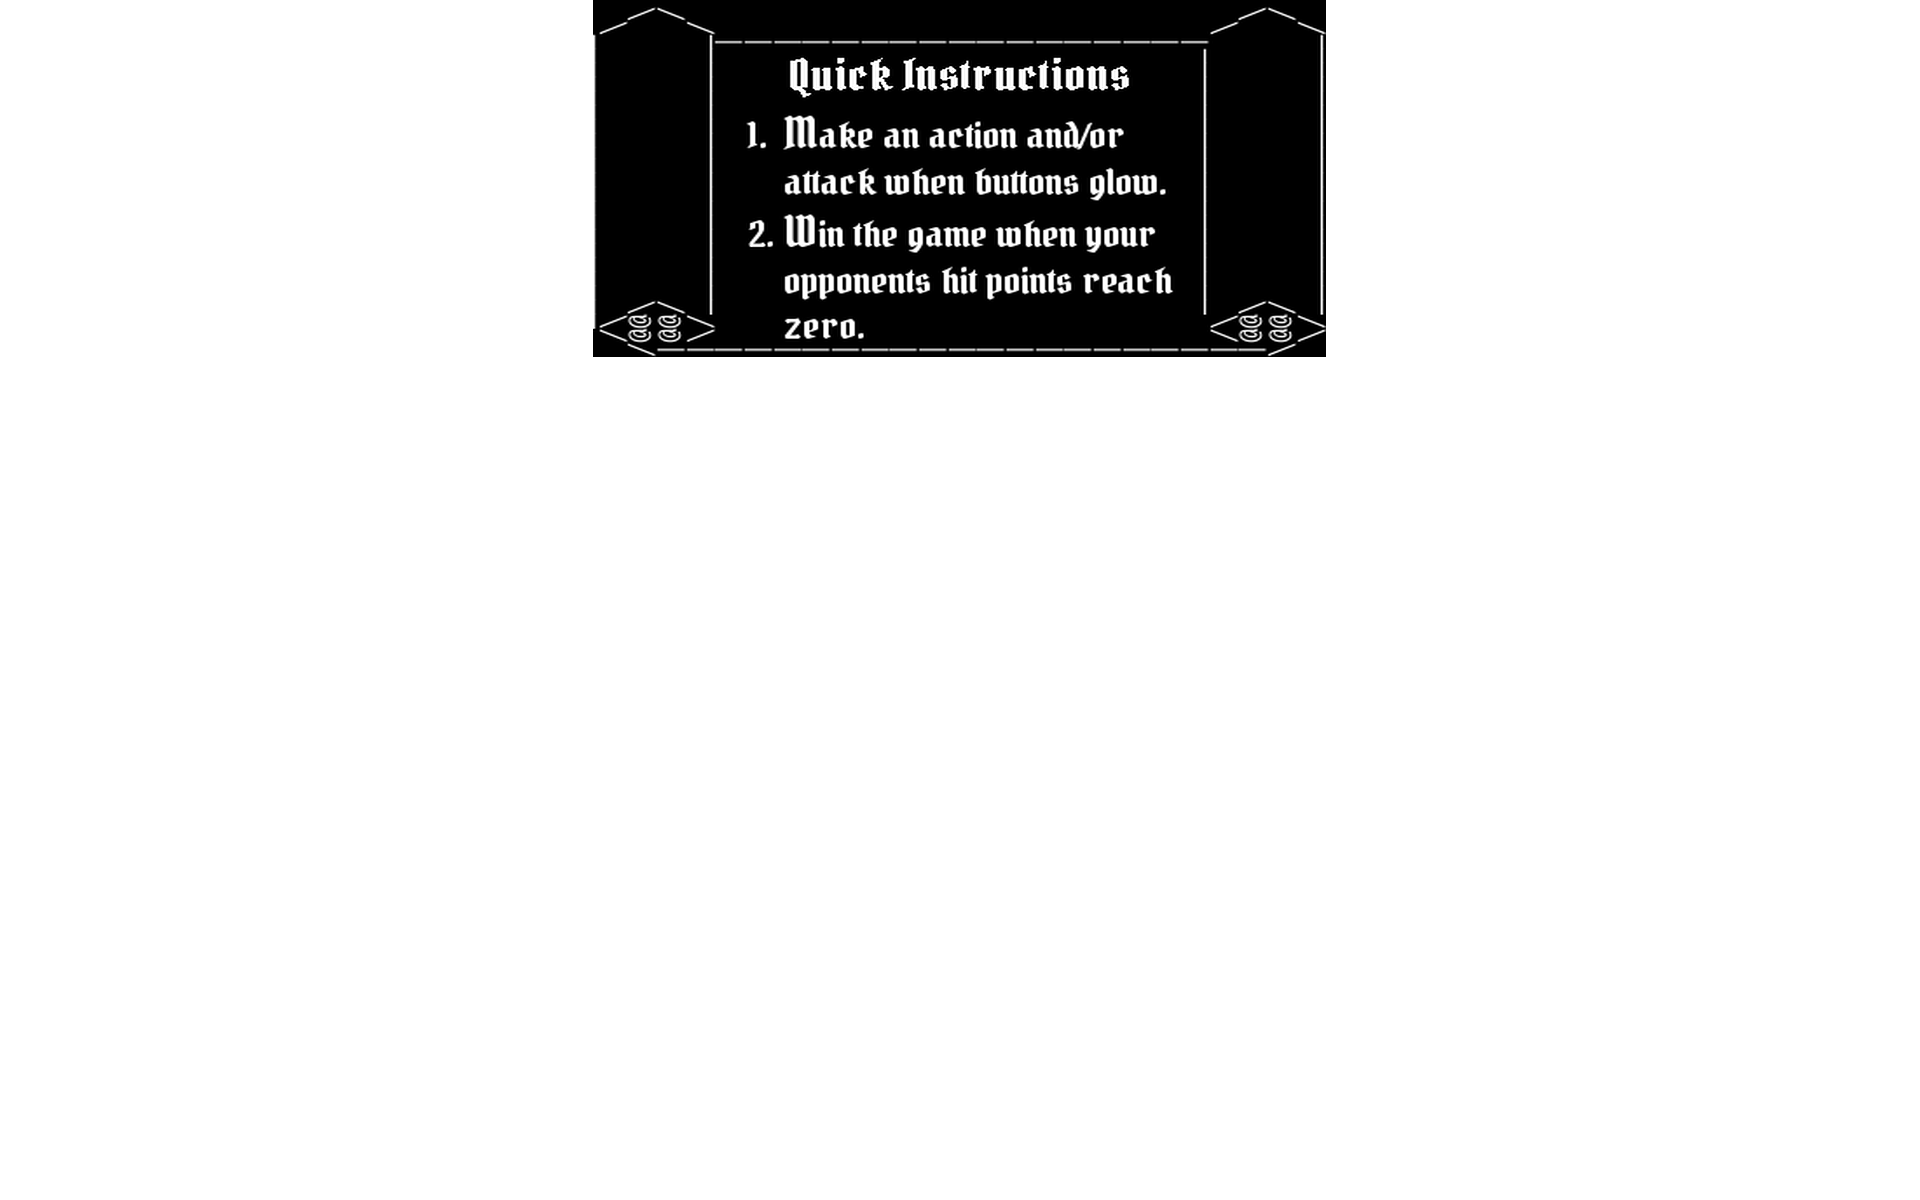 Quick Instructions
1. Make an action and/or
attack when buttons glow.
2. Win the game when your
opponents hit points reach
zero.
@@ @@
@@ @@